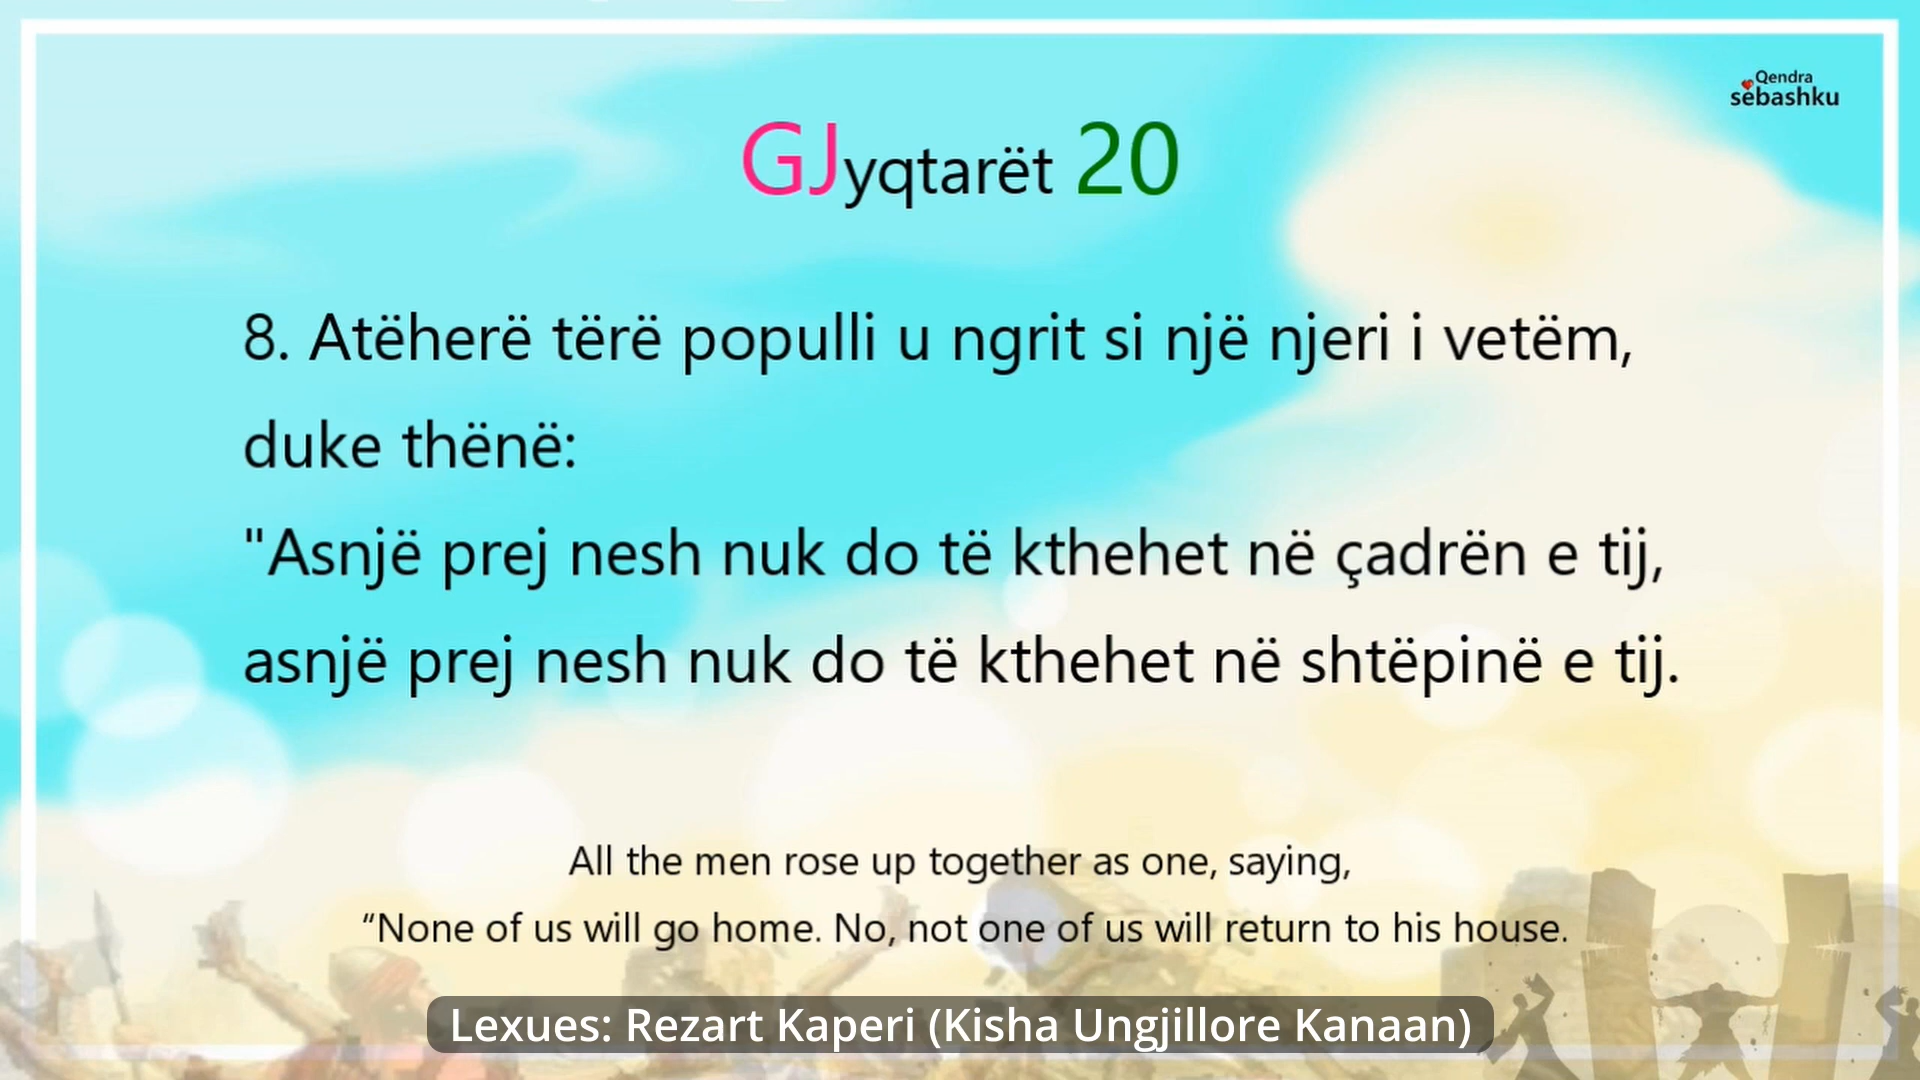 Qendra
sëbashku
GJyqtarët 20
8. Atëherë tërë populli u ngrit si një njeri i vetëm,
duke thënë:
"Asnjë prej nesh nuk do të kthehet në çadrën e tij,
asnjë prej nesh nuk do të kthehet në shtëpinë e tij.
All the men rose up together as one, saying,
“None of us will go home. No, not one of us will return to his house.
Lexues: Rezart Kaperi (Kisha Ungjillore Kanaan)